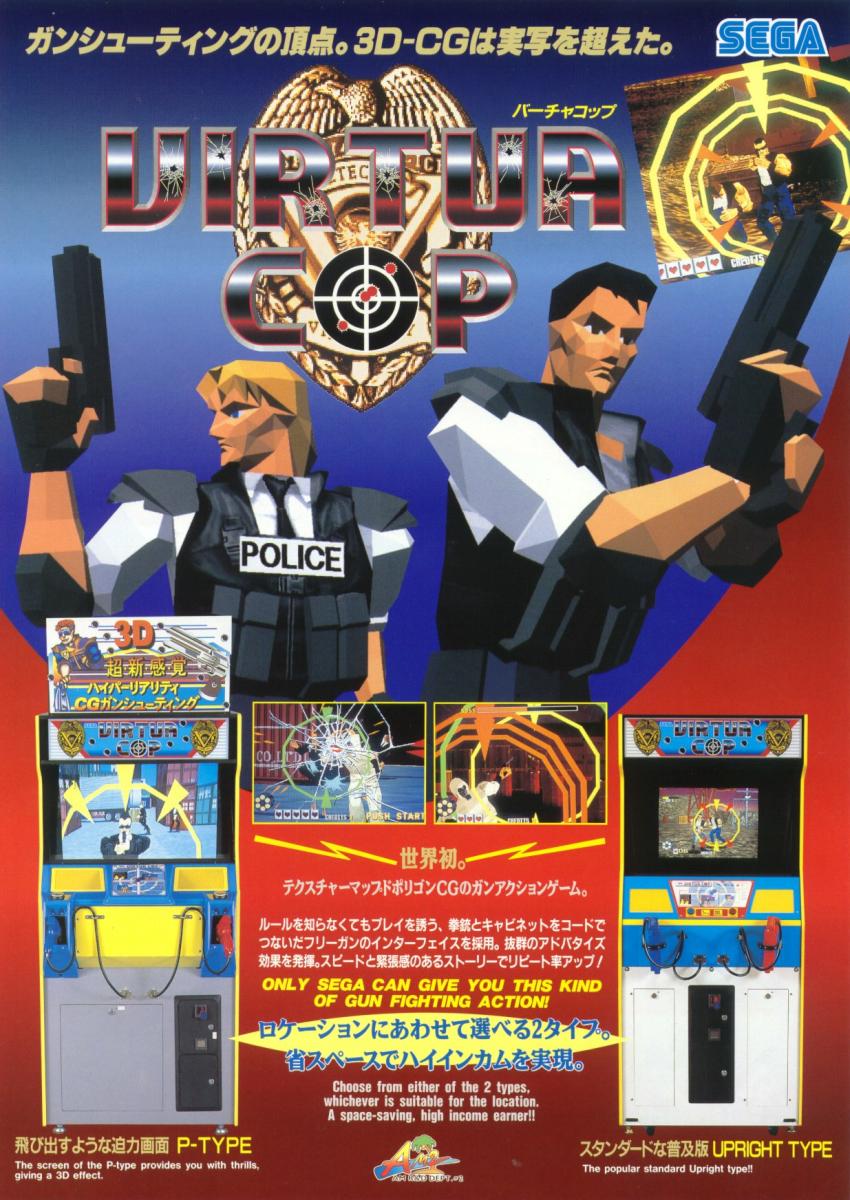 ガンシューティングの頂点。3D-CGは実写を超えた。
SEGA
バーチャコップ
VIRTUA
COP
CREDITS
POLICE
3D
超・新・感・覚
ハイパーリアリティ
CGガンシューティング
SEGA
VIRTUA
COP
VIRTUA
COP
CO.,LTD
CREDITS
PUSH START
CREDITS
世界初。
テクスチャーマップドポリゴンCGのガンアクションゲーム。
ルールを知らなくてもプレイを誘う、拳銃とキャビネットをコードで
つないだフリーガンのインターフェイスを採用。抜群のアドバタイズ
効果を発揮。スピードと緊張感のあるストーリーでリピート率アップ!
ONLY SEGA CAN GIVE YOU THIS KIND
OF GUN FIGHTING ACTION!
ロケーションにあわせて選べる2タイプ。
省スペースでハイインカムを実現。
Choose from either of the 2 types,
whichever is suitable for the location.
A space-saving, high income earner!!
飛び出すような迫力画面 P-TYPE
The screen of the P-type provides you with thrills,
giving a 3D effect.
AM R&D DEPT.#2
スタンダードな普及版 UPRIGHT TYPE
The popular standard Upright type!!